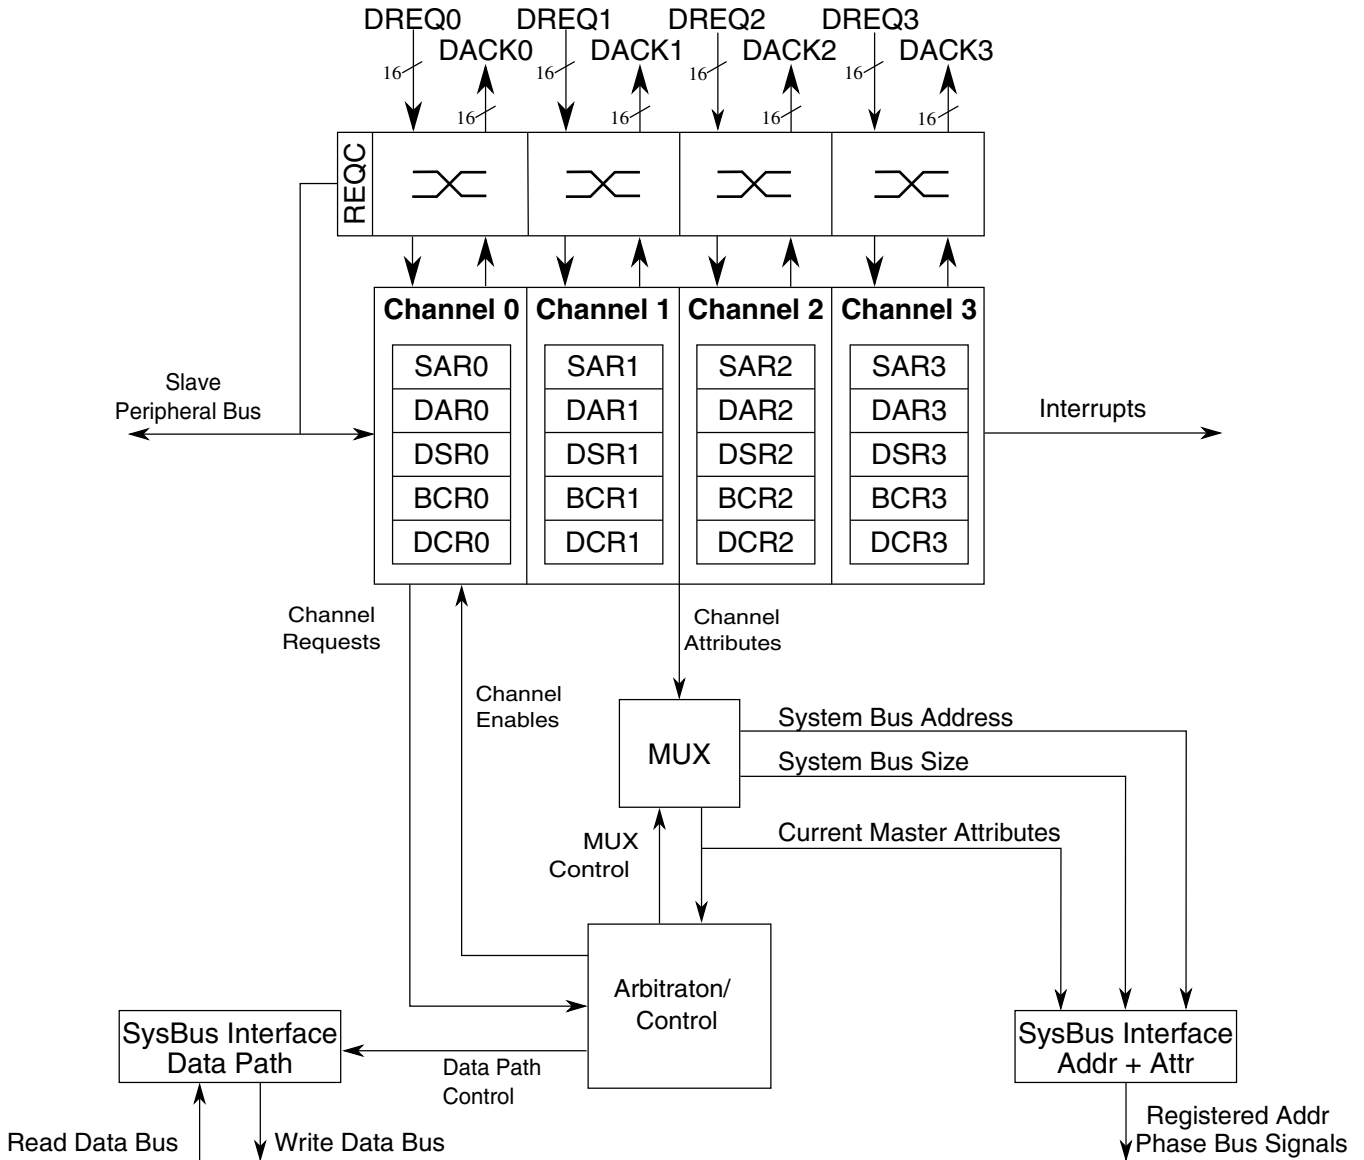 DREQ0 DREQ1 DREQ2 DREQ3
DACK0 DACK1 DACK2 DACK3
16 16 16 16
16 16 16 16
REQC
Channel 0 Channel 1 Channel 2 Channel 3
SAR0 SAR1 SAR2 SAR3
DAR0 DAR1 DAR2 DAR3
DSR0 DSR1 DSR2 DSR3
BCR0 BCR1 BCR2 BCR3
DCR0 DCR1 DCR2 DCR3
Slave
Peripheral Bus
Interrupts
Channel
Requests
Channel
Attributes
Channel
Enables
MUX
System Bus Address
System Bus Size
Current Master Attributes
MUX
Control
Arbitraton/
Control
SysBus Interface
Data Path
Data Path
Control
SysBus Interface
Addr + Attr
Read Data Bus
Write Data Bus
Registered Addr
Phase Bus Signals